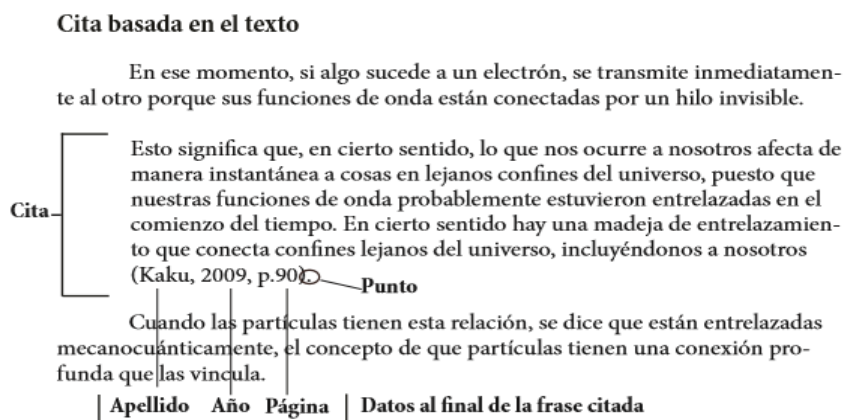 Cita basada en el texto
En ese momento, si algo sucede a un electrón, se transmite inmediatamen-
te al otro porque sus funciones de onda están conectadas por un hilo invisible.
Esto significa que, en cierto sentido, lo que nos ocurre a nosotros afecta de
manera instantánea a cosas en lejanos confines del universo, puesto que
nuestras funciones de onda probablemente estuvieron entrelazadas en el
Cita
comienzo del tiempo. En cierto sentido hay una madeja de entrelazamien-
to que conecta confines lejanos del universo, incluyéndonos a nosotros
(Kaku, 2009, p.90).
Punto
Cuando las partículas tienen esta relación, se dice que están entrelazadas
mecanocuánticamente, el concepto de que partículas tienen una conexión pro-
funda que las vincula.
Apellido Año Página Datos al final de la frase citada